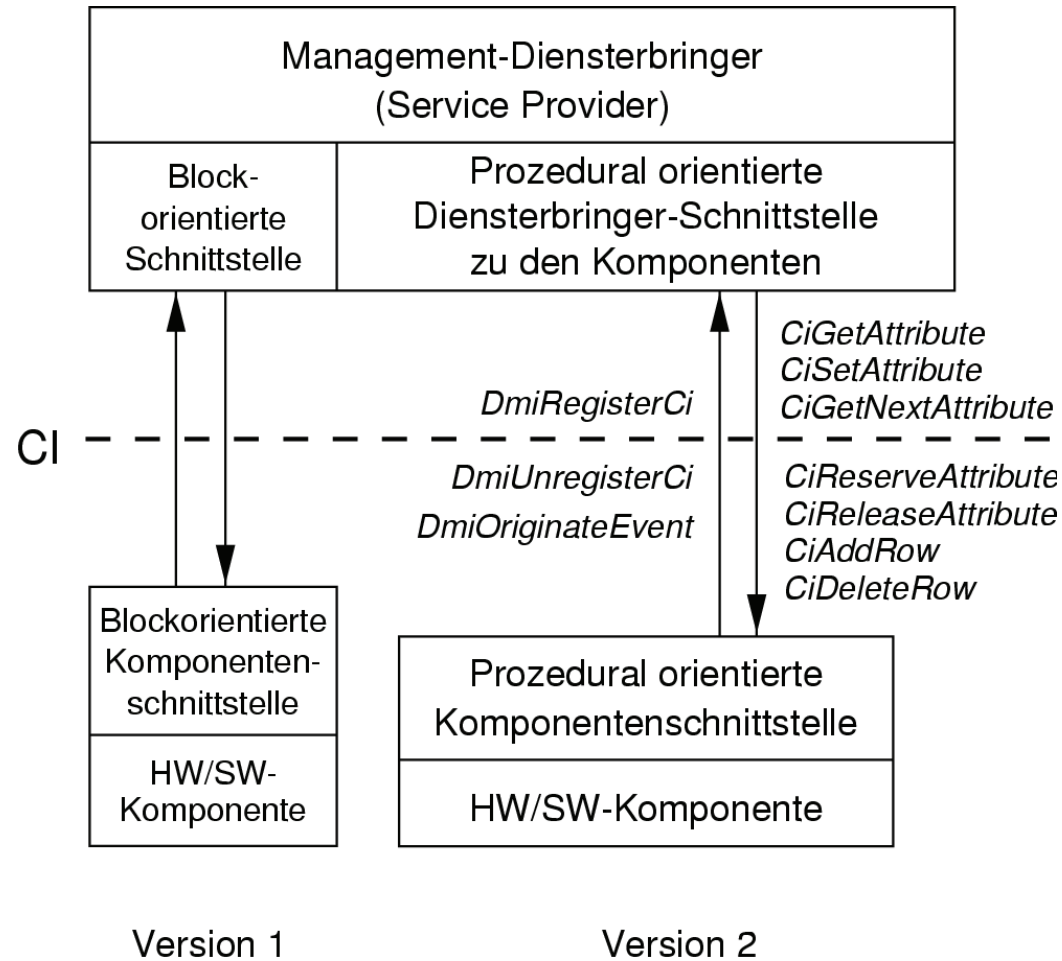 Management-Diensterbringer
(Service Provider)
Block-
orientierte
Schnittstelle
Prozedural orientierte
Diensterbringer-Schnittstelle
zu den Komponenten
CiGetAttribute
CiSetAttribute
CiGetNextAttribute
DmiRegisterCi
CI
DmiUnregisterCi
DmiOriginateEvent
CiReserveAttribute
CiReleaseAttribute
CiAddRow
CiDeleteRow
Blockorientierte
Komponenten-
schnittstelle
HW/SW-
Komponente
Prozedural orientierte
Komponentenschnittstelle
HW/SW-Komponente
Version 1
Version 2